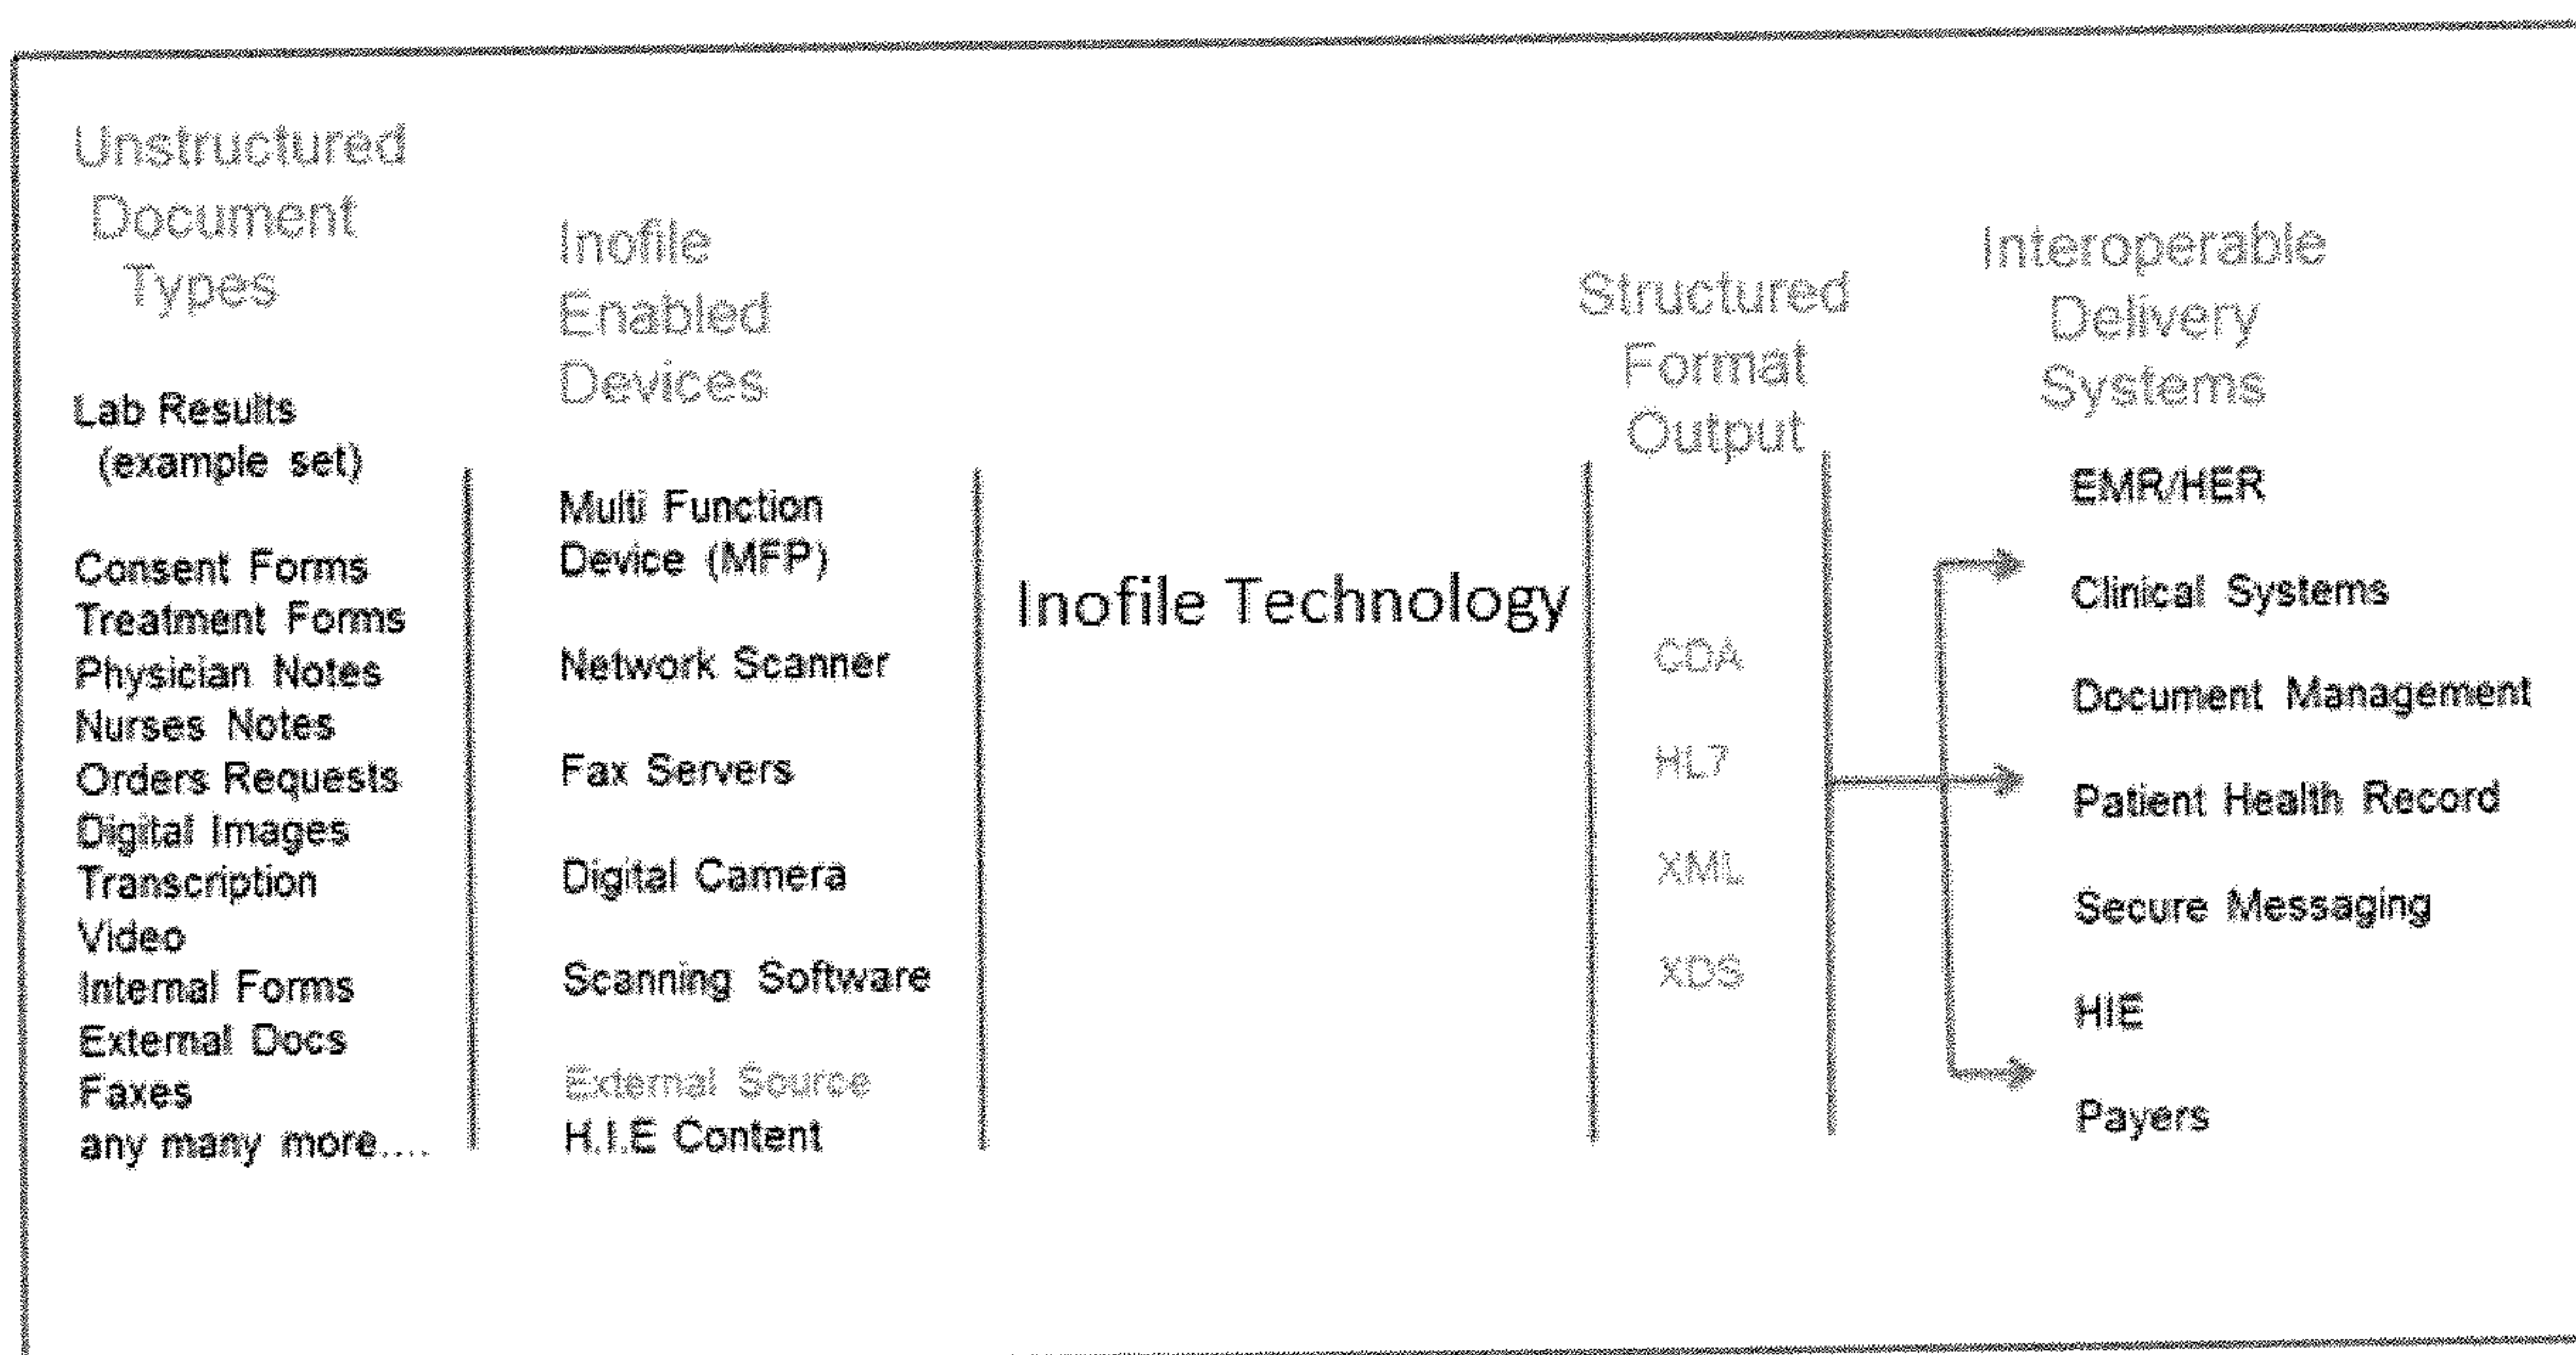 Unstructured
Document
Types
Lab Results
(example set)
Consent Forms
Treatment Forms
Physician Notes
Nurses Notes
Orders Requests
Digital Images
Transcription
Video
Internal Forms
External Docs
Faxes
any many more....
Inofile
Enabled
Devices
Multi Function
Device (MFP)
Network Scanner
Fax Servers
Digital Camera
Scanning Software
External Source
H.I.E Content
Inofile Technology
Structured
Format
Output
CDA
HL7
XML
XDS
Interoperable
Delivery
Systems
EMR/HER
Clinical Systems
Document Management
Patient Health Record
Secure Messaging
HIE
Payers